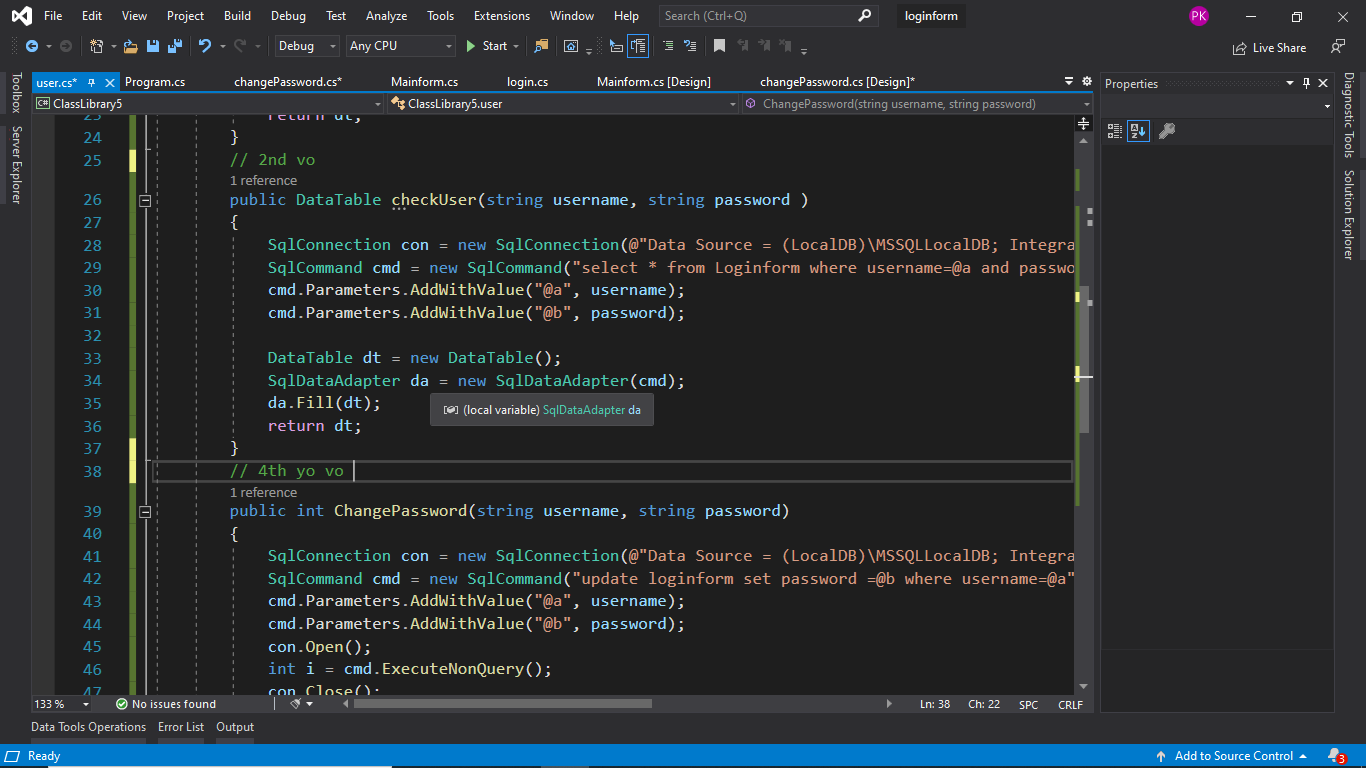 File Edit View Project Build Debug Test Analyze Tools Extensions Window Help Search (Ctrl+Q) loginform PK
Debug Any CPU Start Live Share
user.cs* Program.cs changePassword.cs* Mainform.cs login.cs Mainform.cs [Design] changePassword.cs [Design]*
C# ClassLibrary5 ClassLibrary5.user ChangePassword(string username, string password)
Toolbox
Server Explorer
23 return dt;
24 }
25 // 2nd vo
1 reference
26 public DataTable checkUser(string username, string password )
27 {
28 SqlConnection con = new SqlConnection(@"Data Source = (LocalDB)\MSSQLLocalDB; Integra
29 SqlCommand cmd = new SqlCommand("select * from Loginform where username=@a and passwo
30 cmd.Parameters.AddWithValue("@a", username);
31 cmd.Parameters.AddWithValue("@b", password);
32
33 DataTable dt = new DataTable();
34 SqlDataAdapter da = new SqlDataAdapter(cmd);
35 da.Fill(dt);
(local variable) SqlDataAdapter da
36 return dt;
37 }
38 // 4th yo vo
1 reference
39 public int ChangePassword(string username, string password)
40 {
41 SqlConnection con = new SqlConnection(@"Data Source = (LocalDB)\MSSQLLocalDB; Integra
42 SqlCommand cmd = new SqlCommand("update loginform set password =@b where username=@a"
43 cmd.Parameters.AddWithValue("@a", username);
44 cmd.Parameters.AddWithValue("@b", password);
45 con.Open();
46 int i = cmd.ExecuteNonQuery();
47 con.Close();
133 % No issues found Ln: 38 Ch: 22 SPC CRLF
Properties
Diagnostic Tools
Solution Explorer
Data Tools Operations Error List Output
Ready Add to Source Control 3